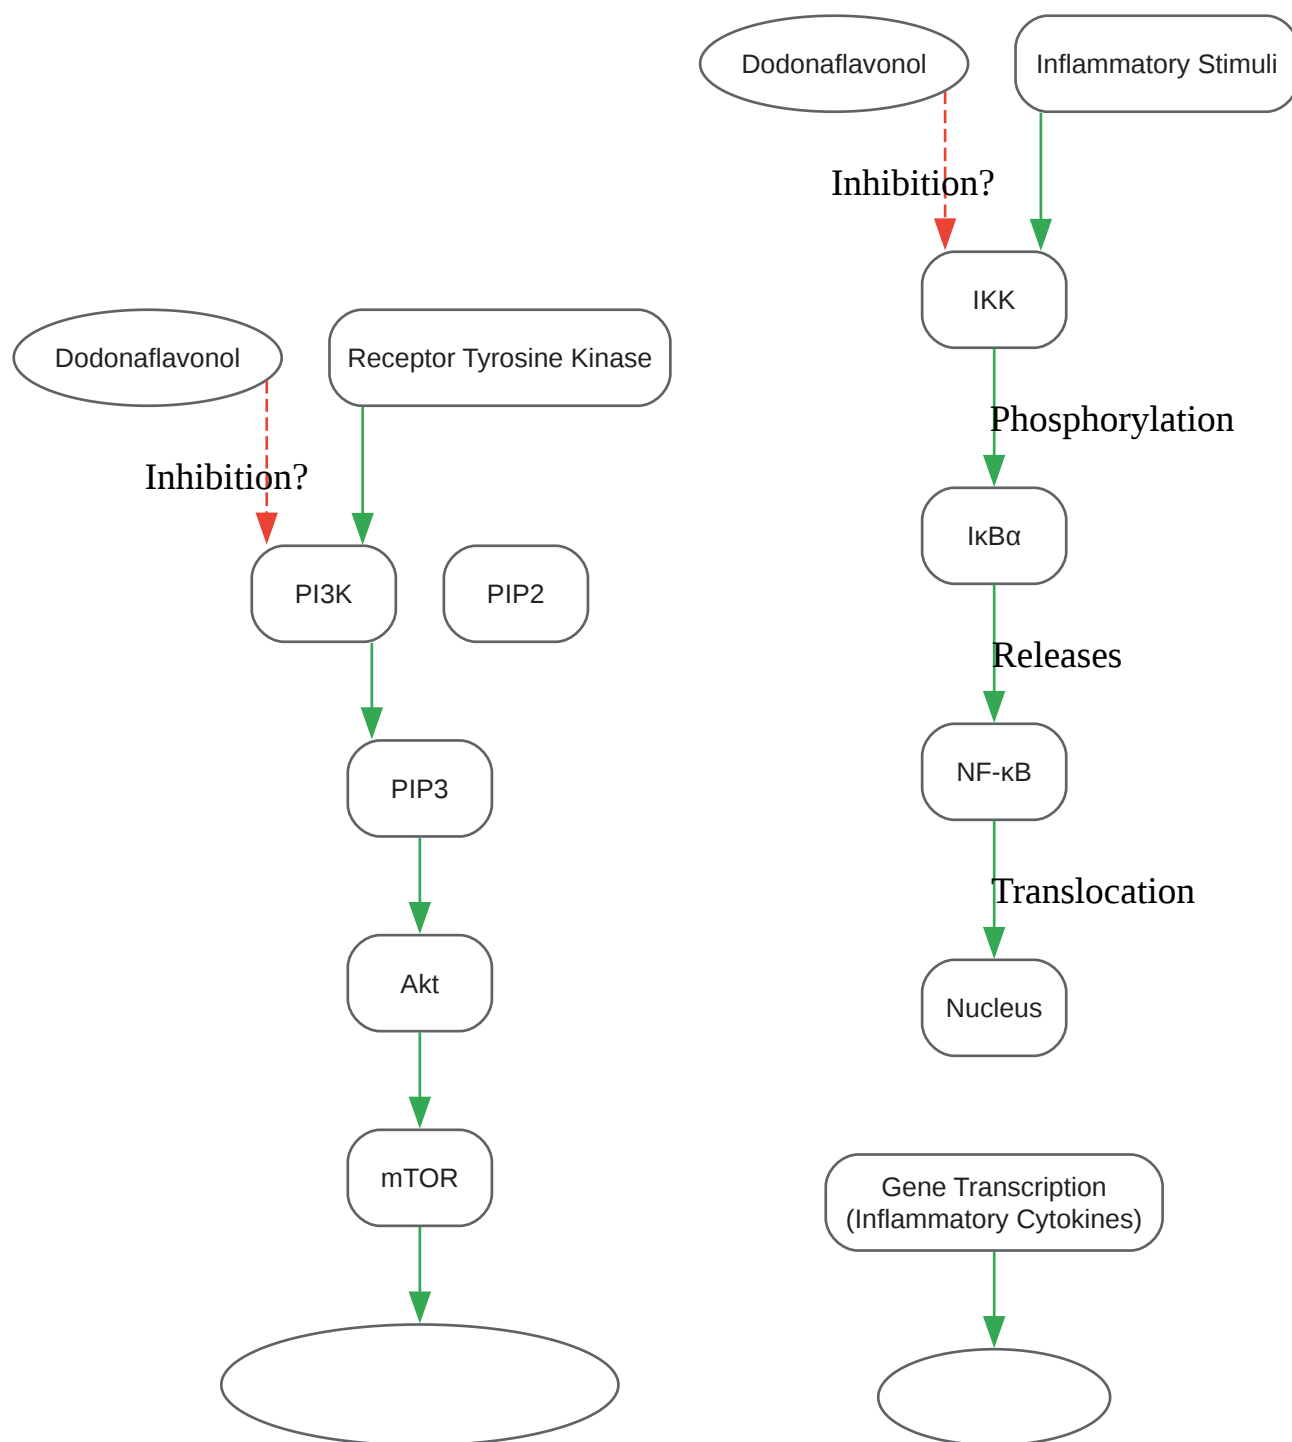 Dodonaflavonol
Inflammatory Stimuli
Inhibition?
IKK
Dodonaflavonol
Receptor Tyrosine Kinase
Phosphorylation
Inhibition?
IκBα
PI3K
PIP2
Releases
NF-κB
PIP3
Translocation
Akt
Nucleus
mTOR
Gene Transcription
(Inflammatory Cytokines)